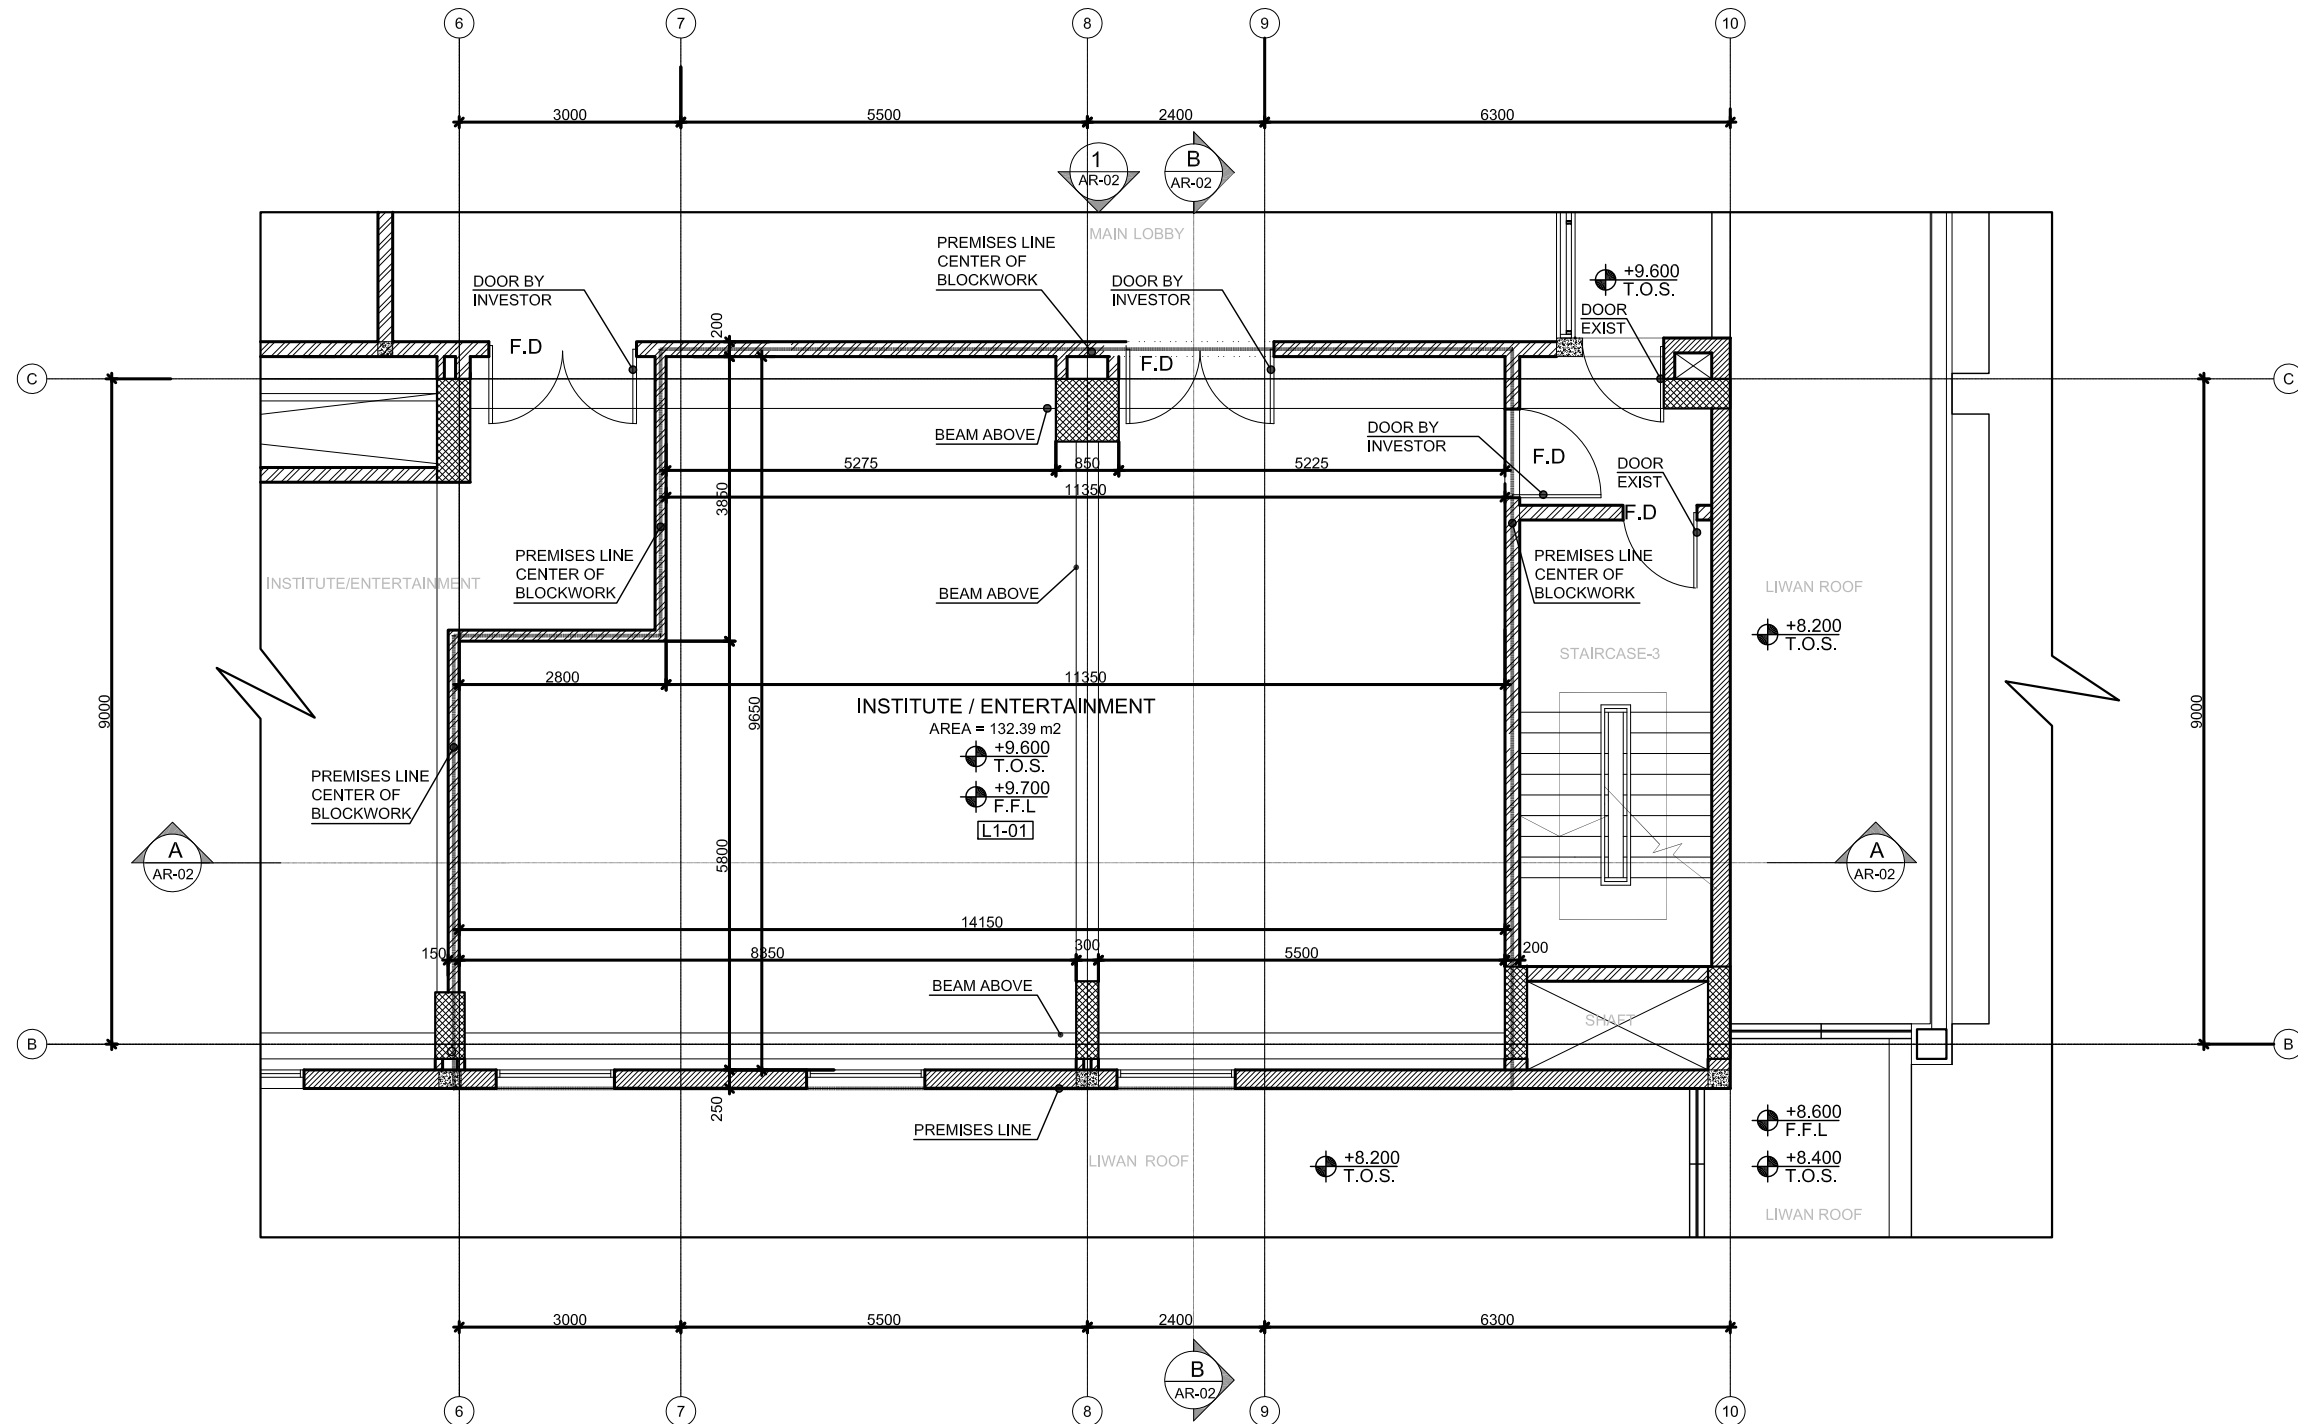 6
7
8
9
10
3000
5500
2400
6300
1
AR-02
B
AR-02
MAIN LOBBY
PREMISES LINE
CENTER OF
BLOCKWORK
DOOR BY
INVESTOR
DOOR BY
INVESTOR
+9.600
T.O.S.
DOOR
EXIST
200
F.D
F.D
C
C
BEAM ABOVE
DOOR BY
INVESTOR
F.D
DOOR
EXIST
5275
850
5225
11350
3850
F.D
PREMISES LINE
CENTER OF
BLOCKWORK
PREMISES LINE
CENTER OF
BLOCKWORK
INSTITUTE/ENTERTAINMENT
BEAM ABOVE
LIWAN ROOF
+8.200
T.O.S.
STAIRCASE-3
2800
11350
9000
9650
9000
INSTITUTE / ENTERTAINMENT
AREA = 132.39 m2
+9.600
T.O.S.
+9.700
F.F.L
L1-01
PREMISES LINE
CENTER OF
BLOCKWORK
A
AR-02
5800
A
AR-02
14150
150
8350
300
5500
200
BEAM ABOVE
SHAFT
B
B
250
PREMISES LINE
LIWAN ROOF
+8.200
T.O.S.
+8.600
F.F.L
+8.400
T.O.S.
LIWAN ROOF
3000
5500
2400
6300
B
AR-02
6
7
8
9
10